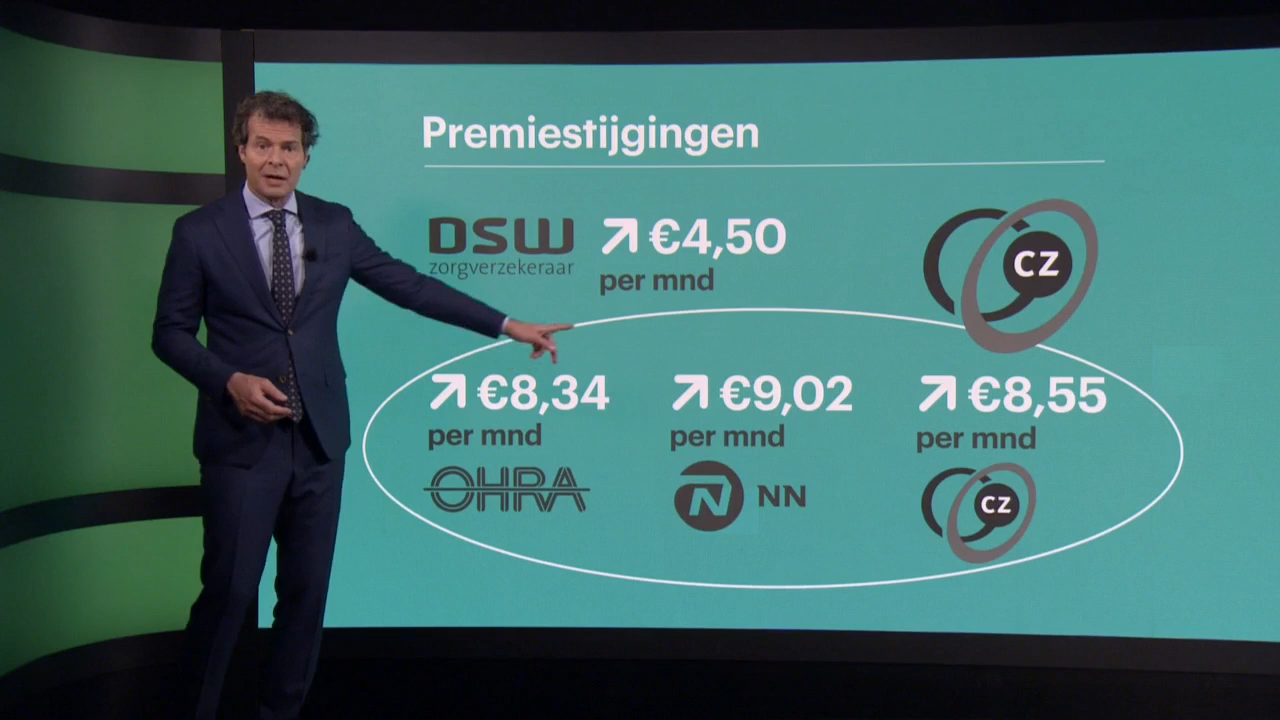 Premiestijgingen
DSW
zorgverzekeraar
€4,50
per mnd
CZ
€8,34
per mnd
OHRA
€9,02
per mnd
N NN
€8,55
per mnd
CZ